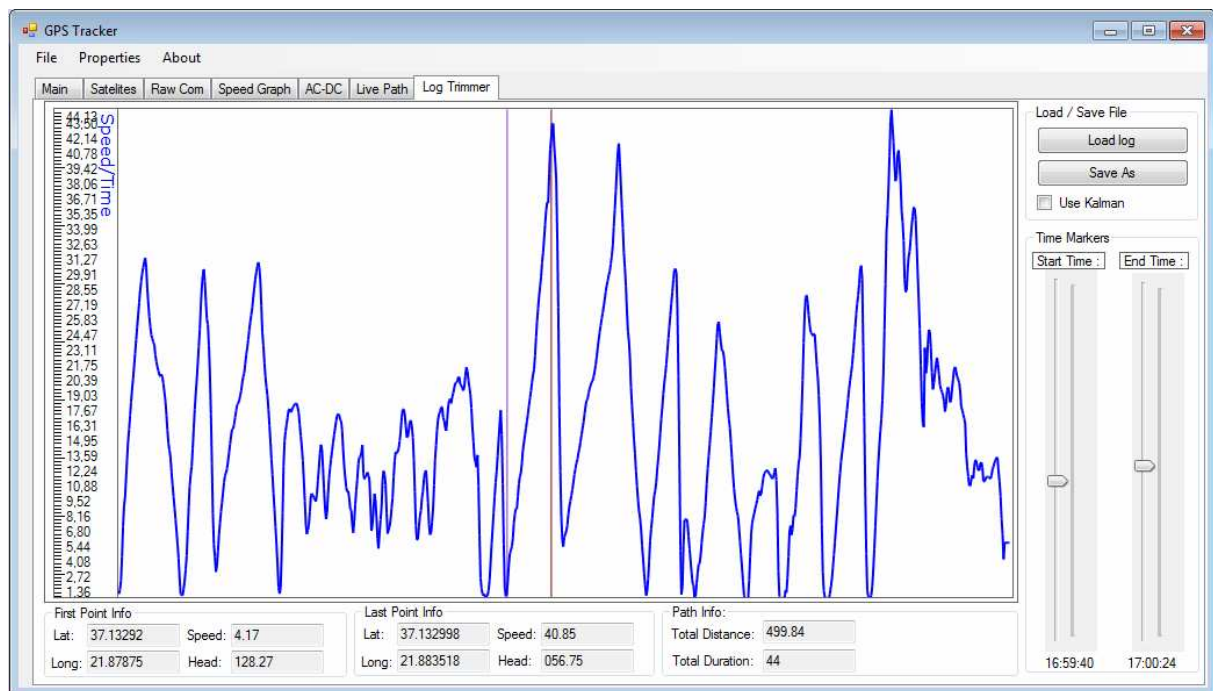 GPS Tracker
File Properties About
Main Satelites Raw Com Speed Graph AC-DC Live Path Log Trimmer
Speed/Time
44.13
43.50
42.14
40.78
39.42
38.06
36.71
35.35
33.99
32.63
31.27
29.91
28.55
27.19
25.83
24.47
23.11
21.75
20.39
19.03
17.67
16.31
14.95
13.59
12.24
10.88
9.52
8.16
6.80
5.44
4.08
2.72
1.36
Load / Save File
Load log
Save As
Use Kalman
Time Markers
Start Time : End Time :
16:59:40 17:00:24
First Point Info
Lat: 37.13292 Speed: 4.17
Long: 21.87875 Head: 128.27
Last Point Info
Lat: 37.132998 Speed: 40.85
Long: 21.883518 Head: 056.75
Path Info:
Total Distance: 499.84
Total Duration: 44